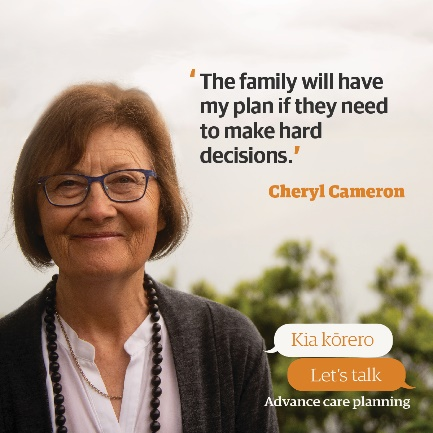 ‘The family will have
my plan if they need
to make hard
decisions.’
Cheryl Cameron
Kia kōrero
Let’s talk
Advance care planning